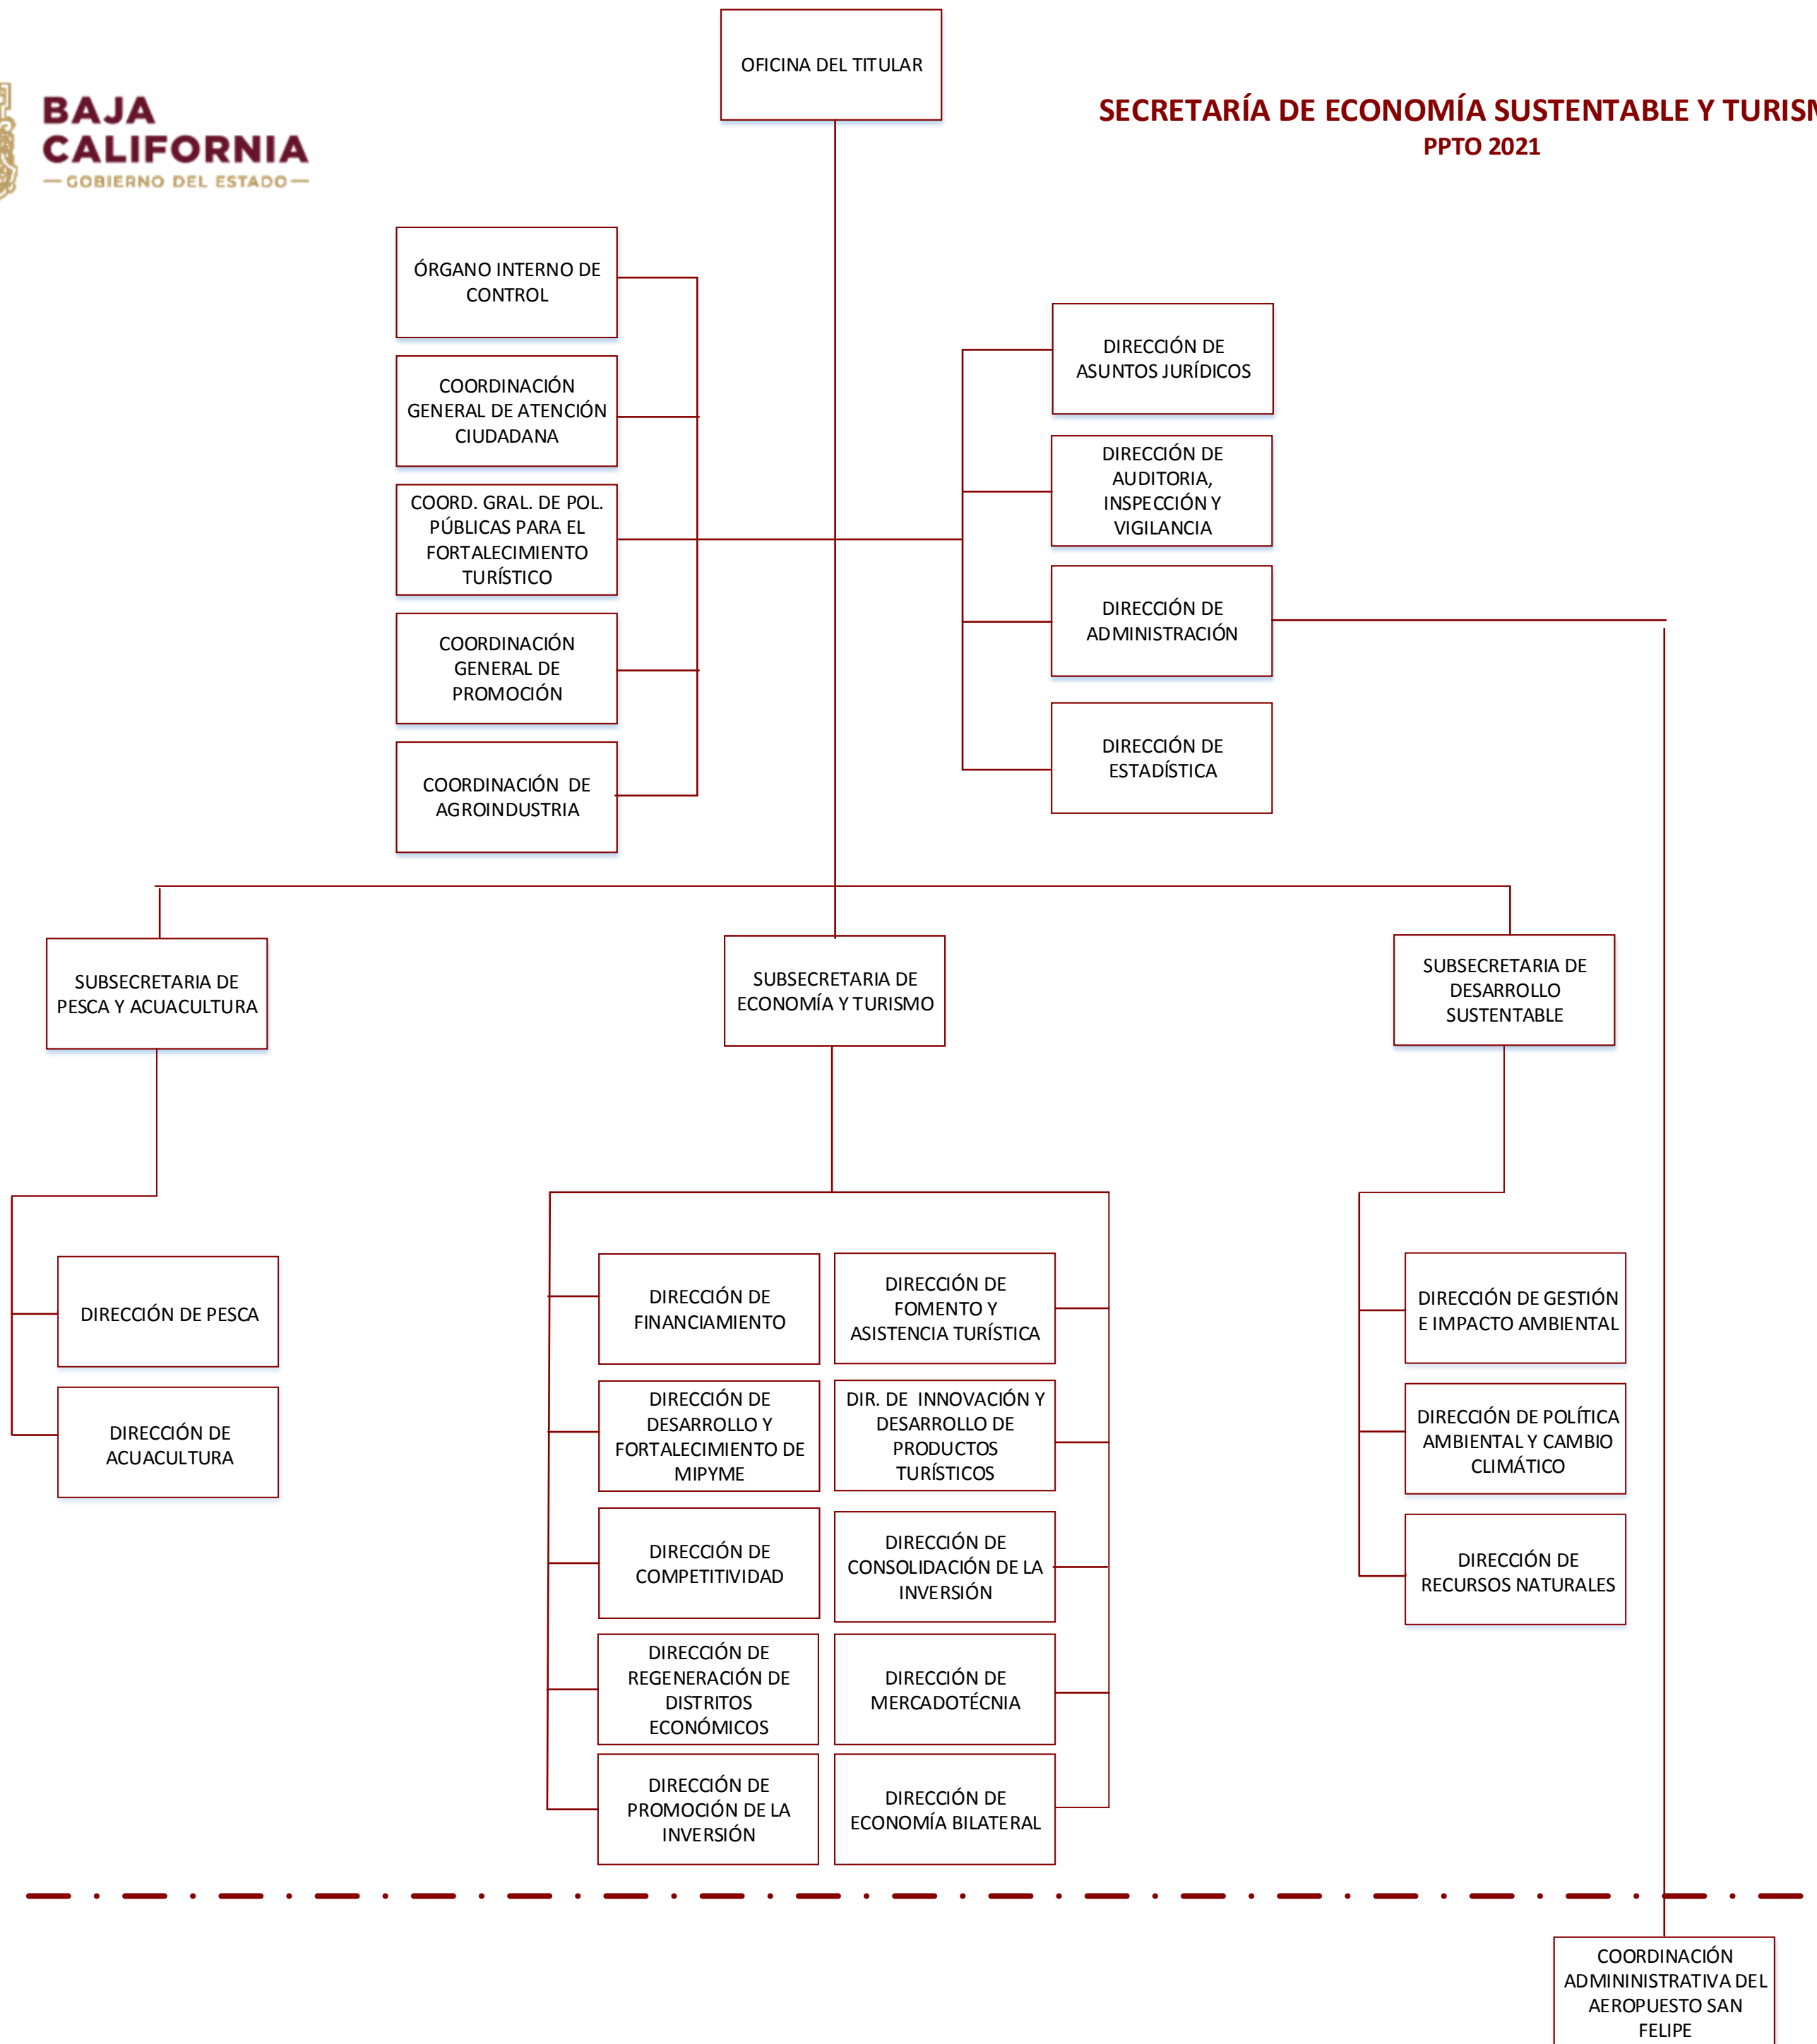 OFICINA DEL TITULAR
BAJA
CALIFORNIA
GOBIERNO DEL ESTADO
SECRETARÍA DE ECONOMÍA SUSTENTABLE Y
PPTO 2021
ÓRGANO INTERNO DE
CONTROL
COORDINACIÓN
GENERAL DE ATENCIÓN
CIUDADANA
COORD. GRAL. DE POL.
PÚBLICAS PARA EL
FORTALECIMIENTO
TURÍSTICO
COORDINACIÓN
GENERAL DE
PROMOCIÓN
COORDINACIÓN DE
AGROINDUSTRIA
DIRECCIÓN DE
ASUNTOS JURÍDICOS
DIRECCIÓN DE
AUDITORIA,
INSPECCIÓN Y
VIGILANCIA
DIRECCIÓN DE
ADMINISTRACIÓN
DIRECCIÓN DE
ESTADÍSTICA
SUBSECRETARIA DE
PESCA Y ACUACULTURA
SUBSECRETARIA DE
ECONOMÍA Y TURISMO
SUBSECRETARIA DE
DESARROLLO
SUSTENTABLE
DIRECCIÓN DE PESCA
DIRECCIÓN DE
ACUACULTURA
DIRECCIÓN DE
FINANCIAMIENTO
DIRECCIÓN DE
DESARROLLO Y
FORTALECIMIENTO DE
MIPYME
DIRECCIÓN DE
COMPETITIVIDAD
DIRECCIÓN DE
REGENERACIÓN DE
DISTRITOS
ECONÓMICOS
DIRECCIÓN DE
PROMOCIÓN DE LA
INVERSIÓN
DIRECCIÓN DE
FOMENTO Y
ASISTENCIA TURÍSTICA
DIR. DE INNOVACIÓN Y
DESARROLLO DE
PRODUCTOS
TURÍSTICOS
DIRECCIÓN DE
CONSOLIDACIÓN DE LA
INVERSIÓN
DIRECCIÓN DE
MERCADOTÉCNIA
DIRECCIÓN DE
ECONOMÍA BILATERAL
DIRECCIÓN DE GESTIÓN
E IMPACTO AMBIENTAL
DIRECCIÓN DE POLÍTICA
AMBIENTAL Y CAMBIO
CLIMÁTICO
DIRECCIÓN DE
RECURSOS NATURALES
COORDINACIÓN
ADMININISTRATIVA DEL
AEROPUESTO SAN
FELIPE